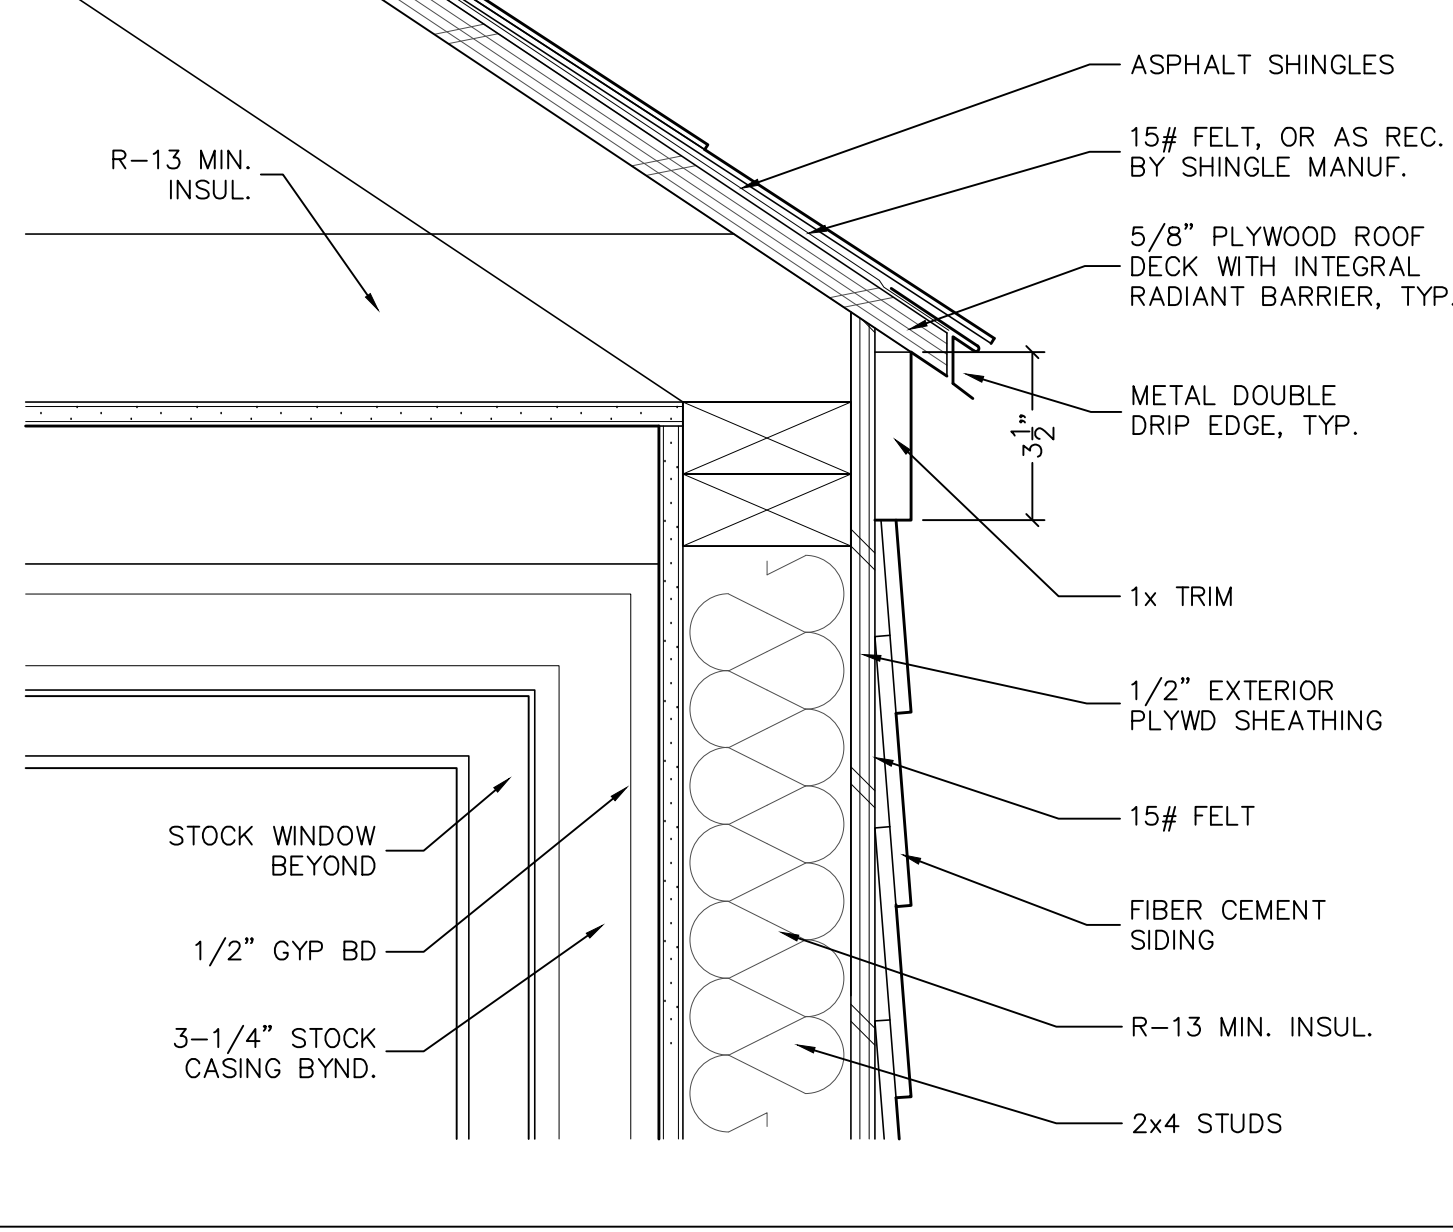 ASPHALT SHINGLES
15# FELT, OR AS REC.
BY SHINGLE MANUF.
R-13 MIN.
INSUL.
5/8" PLYWOOD ROOF
DECK WITH INTEGRAL
RADIANT BARRIER, TYP.
METAL DOUBLE
DRIP EDGE, TYP.
3 1/2"
1x TRIM
1/2" EXTERIOR
PLYWD SHEATHING
15# FELT
STOCK WINDOW
BEYOND
FIBER CEMENT
SIDING
1/2" GYP BD
R-13 MIN. INSUL.
3-1/4" STOCK
CASING BYND.
2x4 STUDS